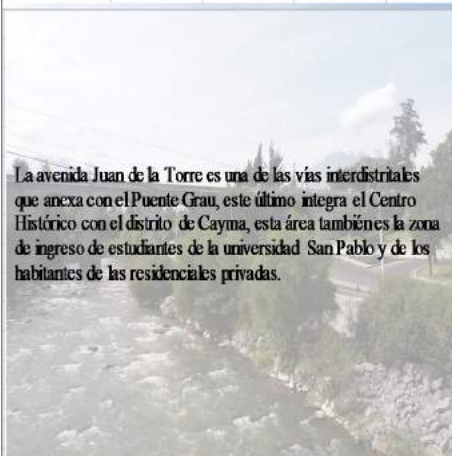 La avenida Juan de la Torre es una de las vías interdistritales
que anexa con el Puente Grau, este último integra el Centro
Histórico con el distrito de Cayma, esta área tambiénes la zona
de ingreso de estudiantes de la universidad San Pablo y de los
habitantes de las residenciales privadas.